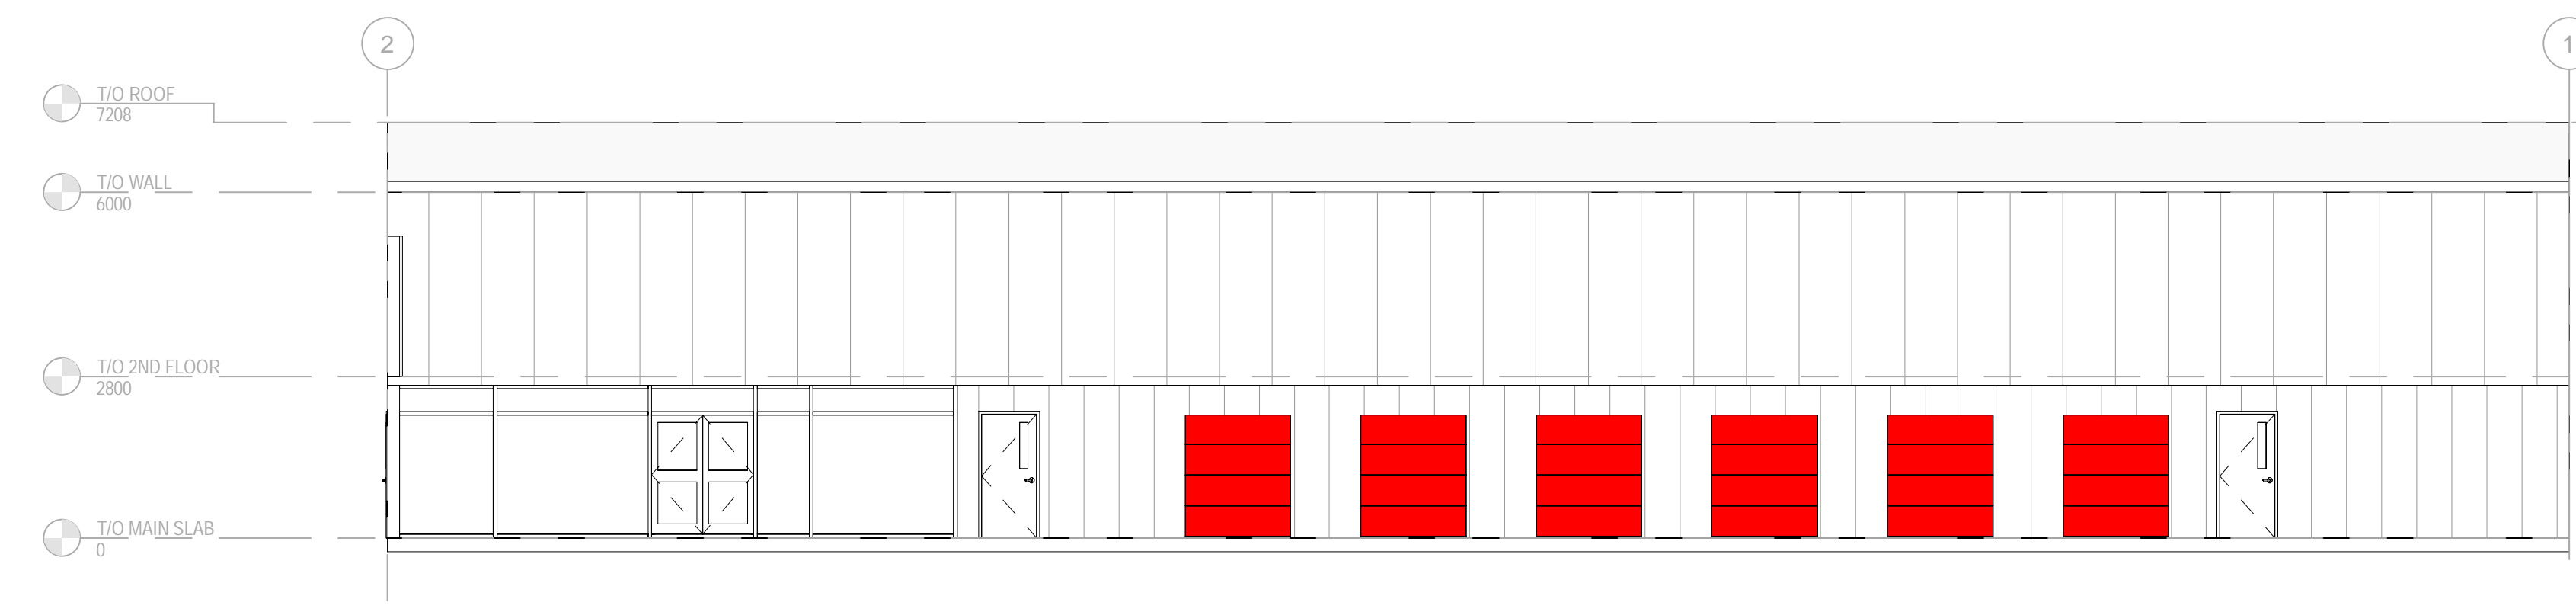 2
1
T/O ROOF
7208
T/O WALL
6000
T/O 2ND FLOOR
2800
T/O MAIN SLAB
0